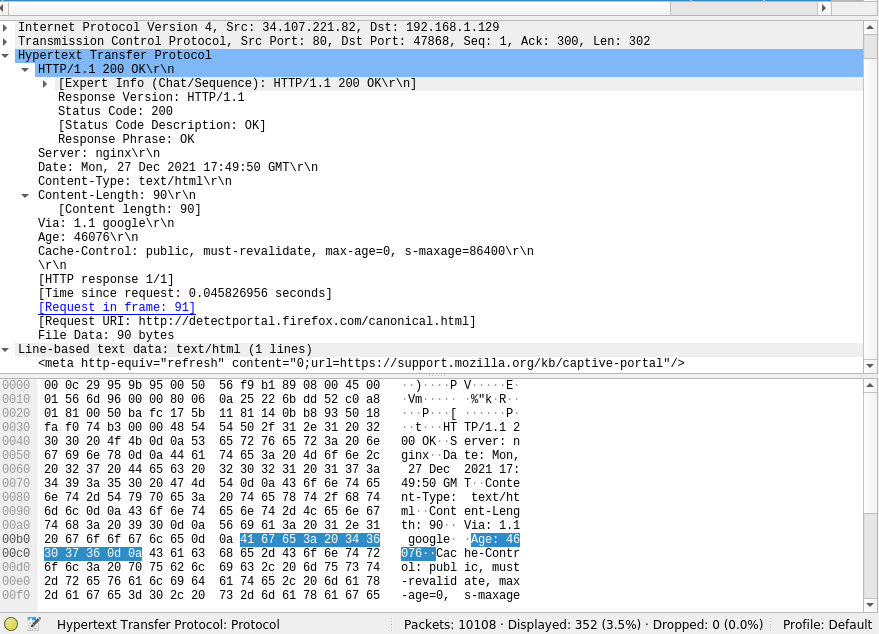 Internet Protocol Version 4, Src: 34.107.221.82, Dst: 192.168.1.129
Transmission Control Protocol, Src Port: 80, Dst Port: 47868, Seq: 1, Ack: 300, Len: 302
Hypertext Transfer Protocol
HTTP/1.1 200 OK\r\n
[Expert Info (Chat/Sequence): HTTP/1.1 200 OK\r\n]
Response Version: HTTP/1.1
Status Code: 200
[Status Code Description: OK]
Response Phrase: OK
Server: nginx\r\n
Date: Mon, 27 Dec 2021 17:49:50 GMT\r\n
Content-Type: text/html\r\n
Content-Length: 90\r\n
[Content length: 90]
Via: 1.1 google\r\n
Age: 46076\r\n
Cache-Control: public, must-revalidate, max-age=0, s-maxage=86400\r\n
\r\n
[HTTP response 1/1]
[Time since request: 0.045826956 seconds]
[Request in frame: 91]
[Request URI: http://detectportal.firefox.com/canonical.html]
File Data: 90 bytes
Line-based text data: text/html (1 lines)
<meta http-equiv="refresh" content="0;url=https://support.mozilla.org/kb/captive-portal"/>
0000 00 0c 29 95 9b 95 00 50 56 f9 b1 89 08 00 45 00 ··)····P V·····E·
0010 01 56 6d 96 00 00 80 06 0a 25 22 6b dd 52 c0 a8 ·Vm····· ·%"k·R··
0020 01 81 00 50 ba fc 17 5b 11 81 14 0b b8 93 50 18 ···P···[ ······P·
0030 fa f0 74 b3 00 00 48 54 54 50 2f 31 2e 31 20 32 ··t···HT TP/1.1 2
0040 30 30 20 4f 4b 0d 0a 53 65 72 76 65 72 3a 20 6e 00 OK··S erver: n
0050 67 69 6e 78 0d 0a 44 61 74 65 3a 20 4d 6f 6e 2c ginx··Da te: Mon,
0060 20 32 37 20 44 65 63 20 32 30 32 31 20 31 37 3a 27 Dec 2021 17:
0070 34 39 3a 35 30 20 47 4d 54 0d 0a 43 6f 6e 74 65 49:50 GM T··Conte
0080 6e 74 2d 54 79 70 65 3a 20 74 65 78 74 2f 68 74 nt-Type: text/ht
0090 6d 6c 0d 0a 43 6f 6e 74 65 6e 74 2d 4c 65 6e 67 ml··Cont ent-Leng
00a0 74 68 3a 20 39 30 0d 0a 56 69 61 3a 20 31 2e 31 th: 90·· Via: 1.1
00b0 20 67 6f 6f 67 6c 65 0d 0a 41 67 65 3a 20 34 36 google· ·Age: 46
00c0 30 37 36 0d 0a 43 61 63 68 65 2d 43 6f 6e 74 72 076··Cac he-Contr
00d0 6f 6c 3a 20 70 75 62 6c 69 63 2c 20 6d 75 73 74 ol: publ ic, must
00e0 2d 72 65 76 61 6c 69 64 61 74 65 2c 20 6d 61 78 -revalid ate, max
00f0 2d 61 67 65 3d 30 2c 20 73 2d 6d 61 78 61 67 65 -age=0, s-maxage
Hypertext Transfer Protocol: Protocol
Packets: 10108 · Displayed: 352 (3.5%) · Dropped: 0 (0.0%)
Profile: Default